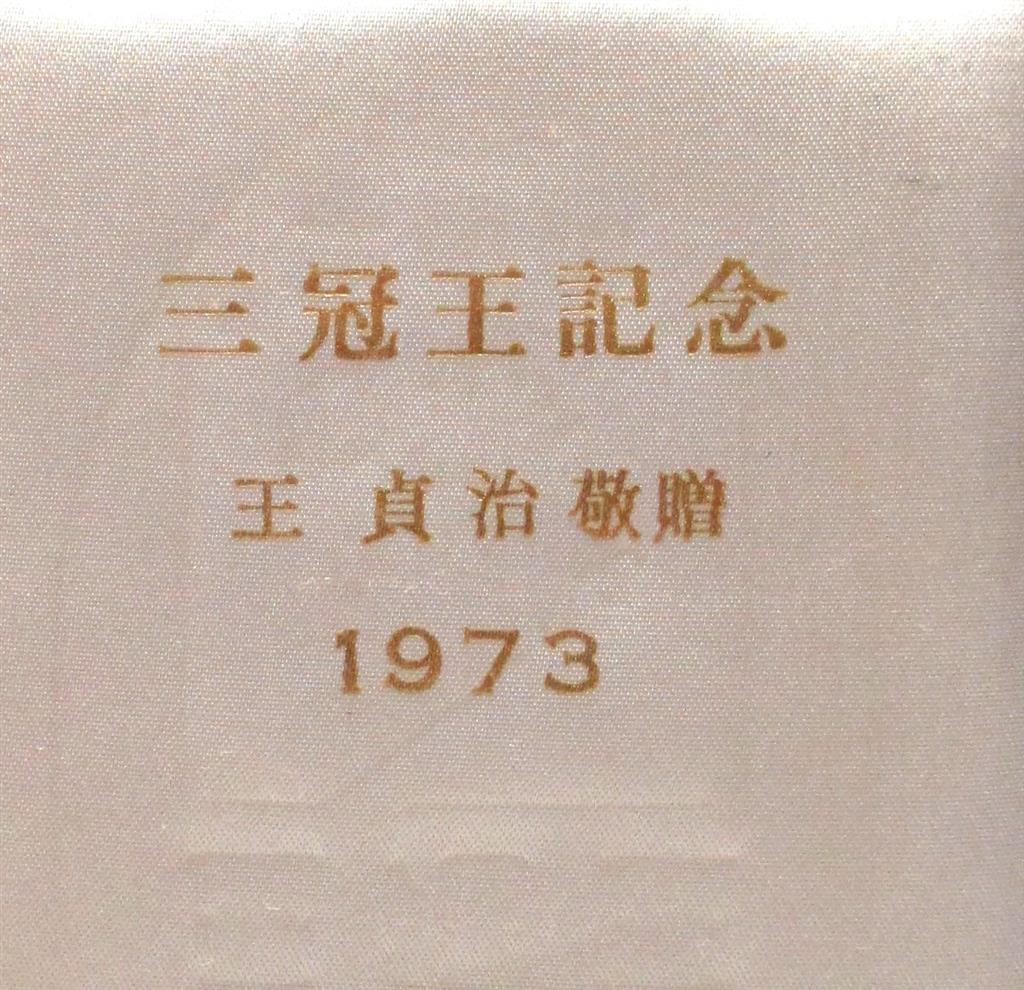 三冠王記念
王 貞治 敬贈
1973